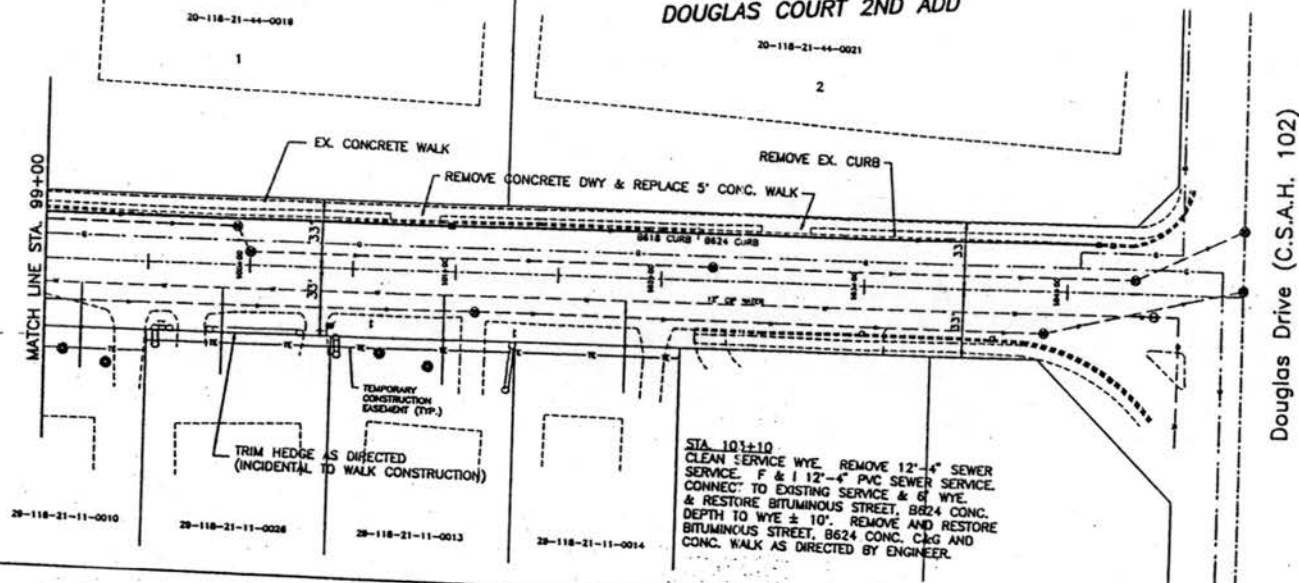 DOUGLAS COURT 2ND ADD
20-118-21-44-0018
20-118-21-44-0021
1
2
EX. CONCRETE WALK
REMOVE EX. CURB
REMOVE CONCRETE DWY & REPLACE 5' CONC. WALK
MATCH LINE STA. 99+00
33'
33'
33'
33'
B618 CURB
B624 CURB
Douglas Drive (C.S.A.H. 102)
TEMPORARY
CONSTRUCTION
EASEMENT (TYP.)
TRIM HEDGE AS DIRECTED
(INCIDENTAL TO WALK CONSTRUCTION)
STA. 103+10
CLEAN SERVICE WYE. REMOVE 12'-4" SEWER
SERVICE. F & I 12'-4" PVC SEWER SERVICE.
CONNECT TO EXISTING SERVICE & 6" WYE.
& RESTORE BITUMINOUS STREET, B624 CONC.
DEPTH TO WYE ± 10'. REMOVE AND RESTORE
BITUMINOUS STREET, B624 CONC. C&G AND
CONC. WALK AS DIRECTED BY ENGINEER.
29-118-21-11-0010
29-118-21-11-0026
29-118-21-11-0013
29-118-21-11-0014